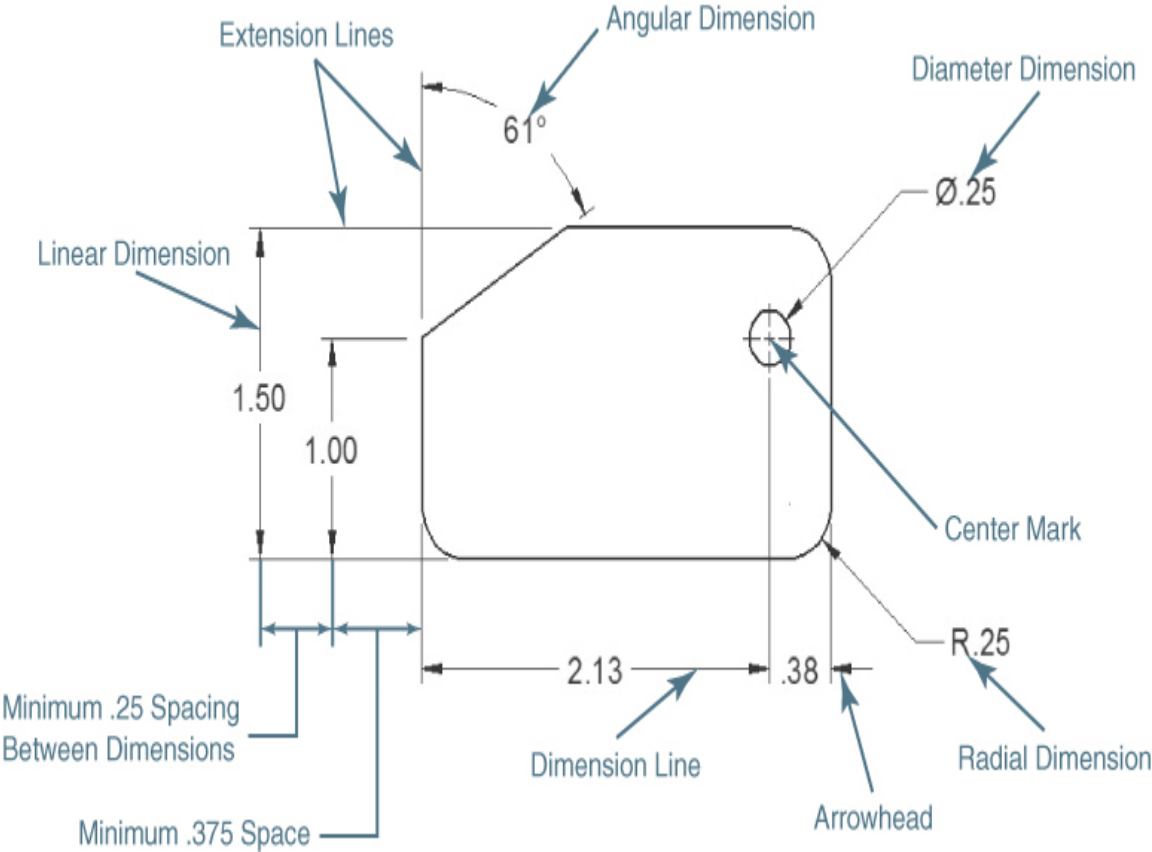 Angular Dimension
Extension Lines
Diameter Dimension
61°
Ø.25
Linear Dimension
1.50
1.00
Center Mark
R.25
2.13
.38
Minimum .25 Spacing
Between Dimensions
Dimension Line
Radial Dimension
Arrowhead
Minimum .375 Space